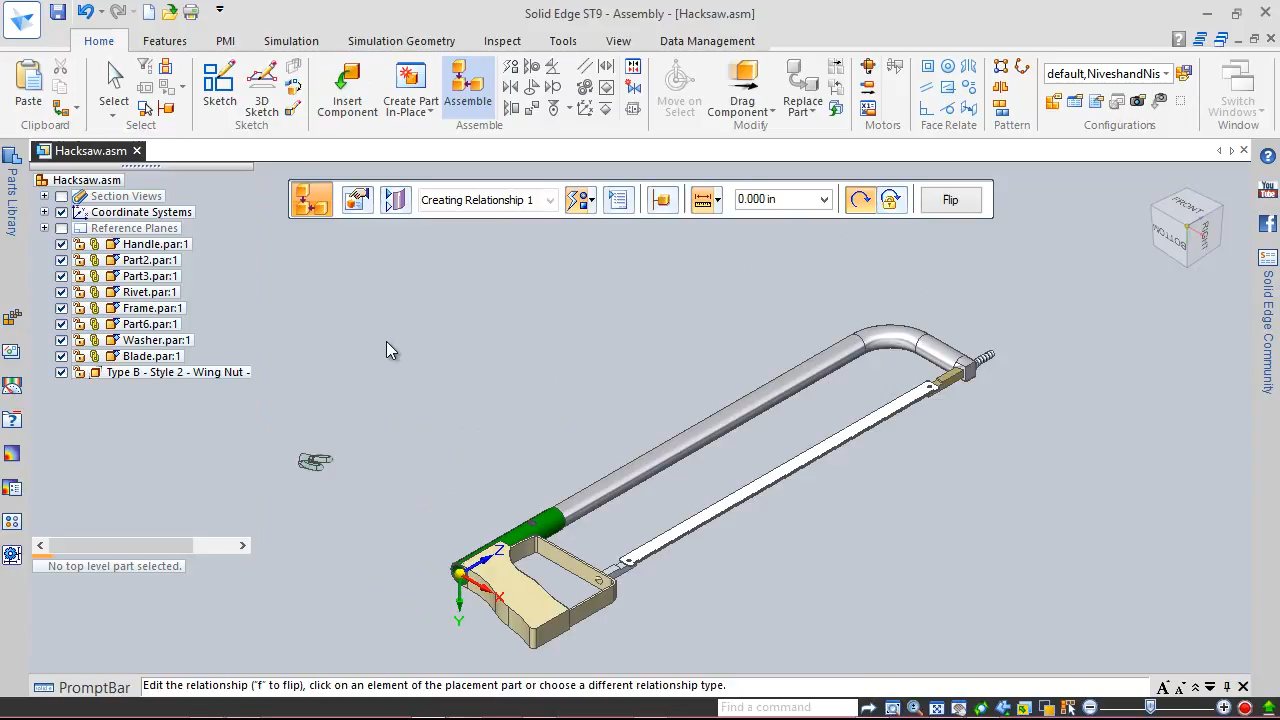 Solid Edge ST9 - Assembly - [Hacksaw.asm]
Home
Features
PMI
Simulation
Simulation Geometry
Inspect
Tools
View
Data Management
Paste
Select
Sketch
3D Sketch
Insert Component
Create Part In-Place
Assemble
Move on Select
Drag Component
Replace Part
default,NiveshandNis
Switch Windows
Clipboard
Select
Sketch
Assemble
Modify
Motors
Face Relate
Pattern
Configurations
Window
Hacksaw.asm
Parts Library
Hacksaw.asm
Section Views
Coordinate Systems
Reference Planes
Handle.par:1
Part2.par:1
Part3.par:1
Rivet.par:1
Frame.par:1
Part6.par:1
Washer.par:1
Blade.par:1
Type B - Style 2 - Wing Nut -
No top level part selected.
Creating Relationship 1
0.000 in
Flip
FRONT
BOTTOM
You
Tube
Solid Edge Community
Z
X
Y
PromptBar
Edit the relationship ("f" to flip), click on an element of the placement part or choose a different relationship type.
Find a command